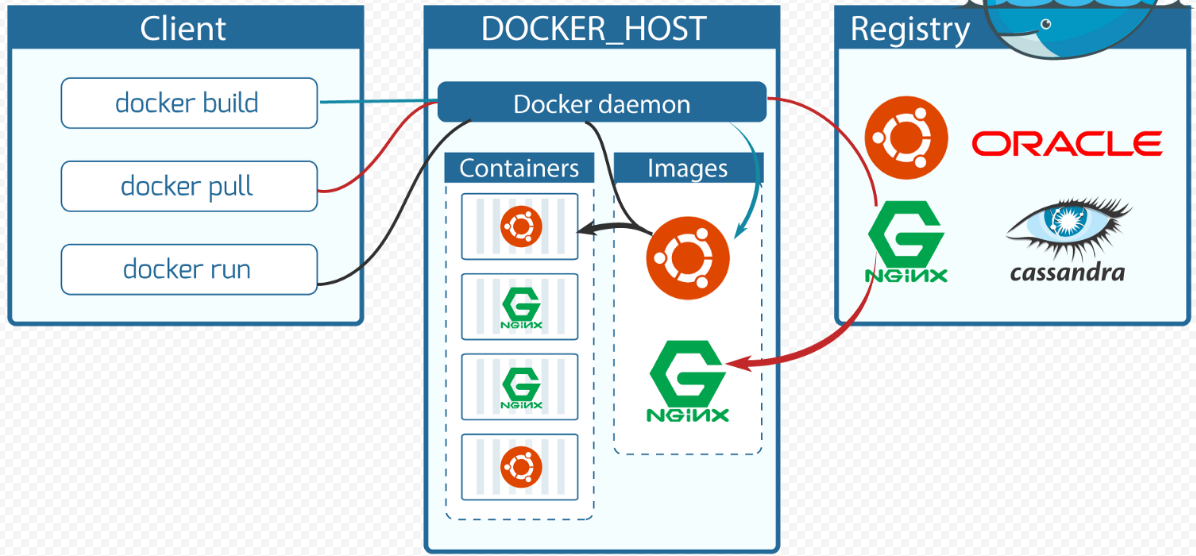 Client
docker build
docker pull
docker run
DOCKER_HOST
Docker daemon
Containers
NGiNX
NGiNX
Images
NGiNX
Registry
ORACLE
NGiNX
cassandra